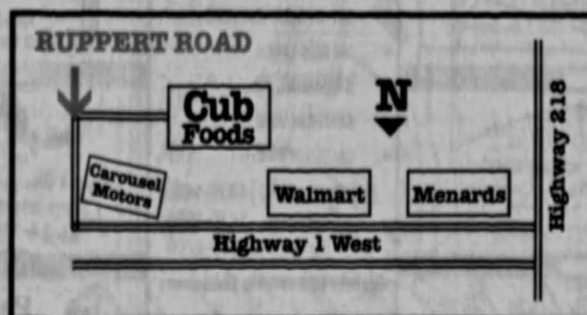 RUPPERT ROAD
Cub
Foods
N
Carousel
Motors
Walmart
Menards
Highway 218
Highway 1 West